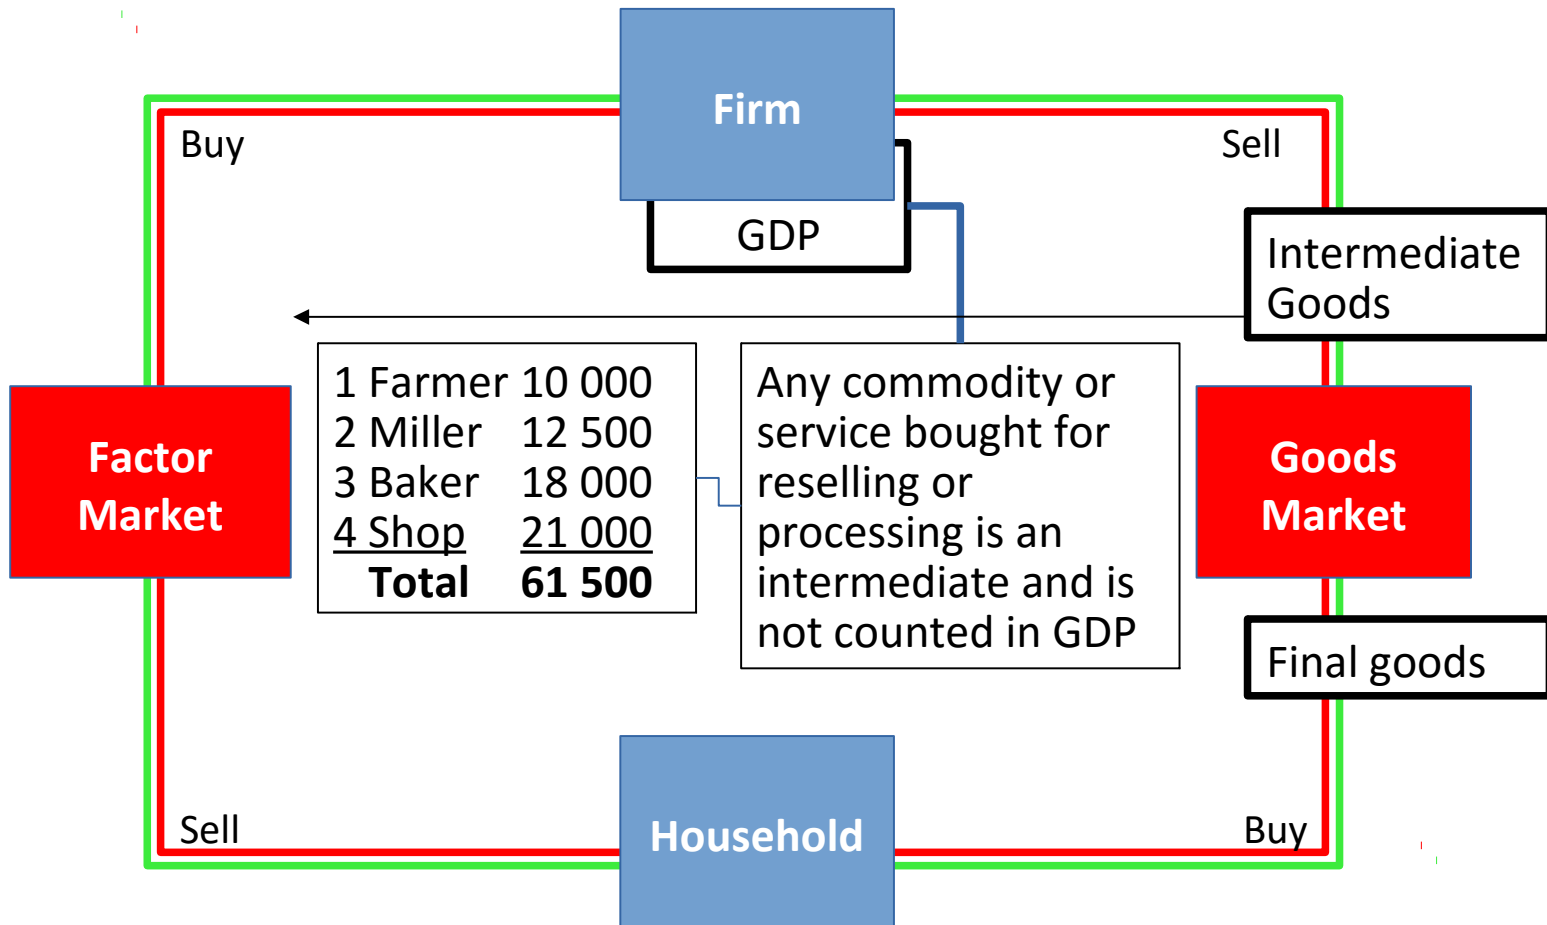 Firm
Buy
Sell
GDP
Intermediate
Goods
1 Farmer 10 000
2 Miller 12 500
3 Baker 18 000
4 Shop 21 000
Total 61 500
Any commodity or
service bought for
reselling or
processing is an
intermediate and is
not counted in GDP
Factor
Market
Goods
Market
Final goods
Sell
Household
Buy